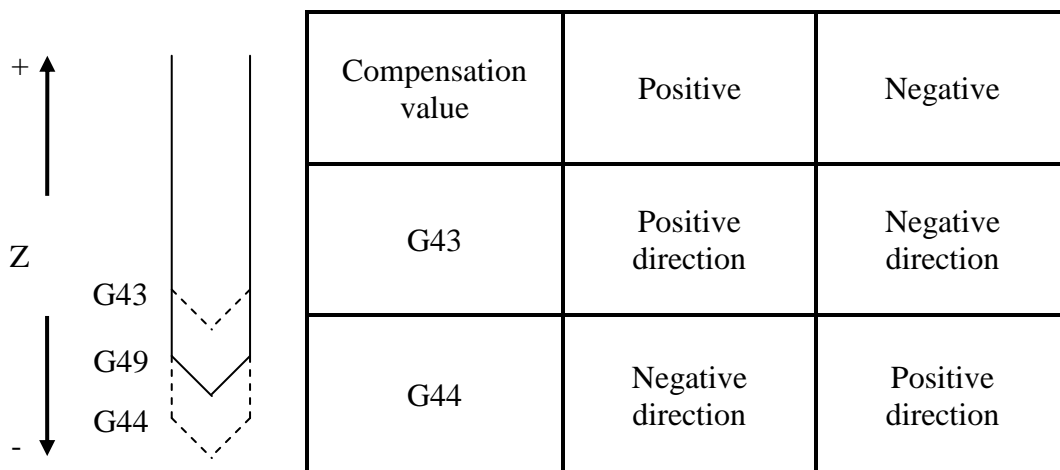 +
Z
G43
G49
G44
-
Compensation
value
Positive
Negative
G43
Positive
direction
Negative
direction
G44
Negative
direction
Positive
direction